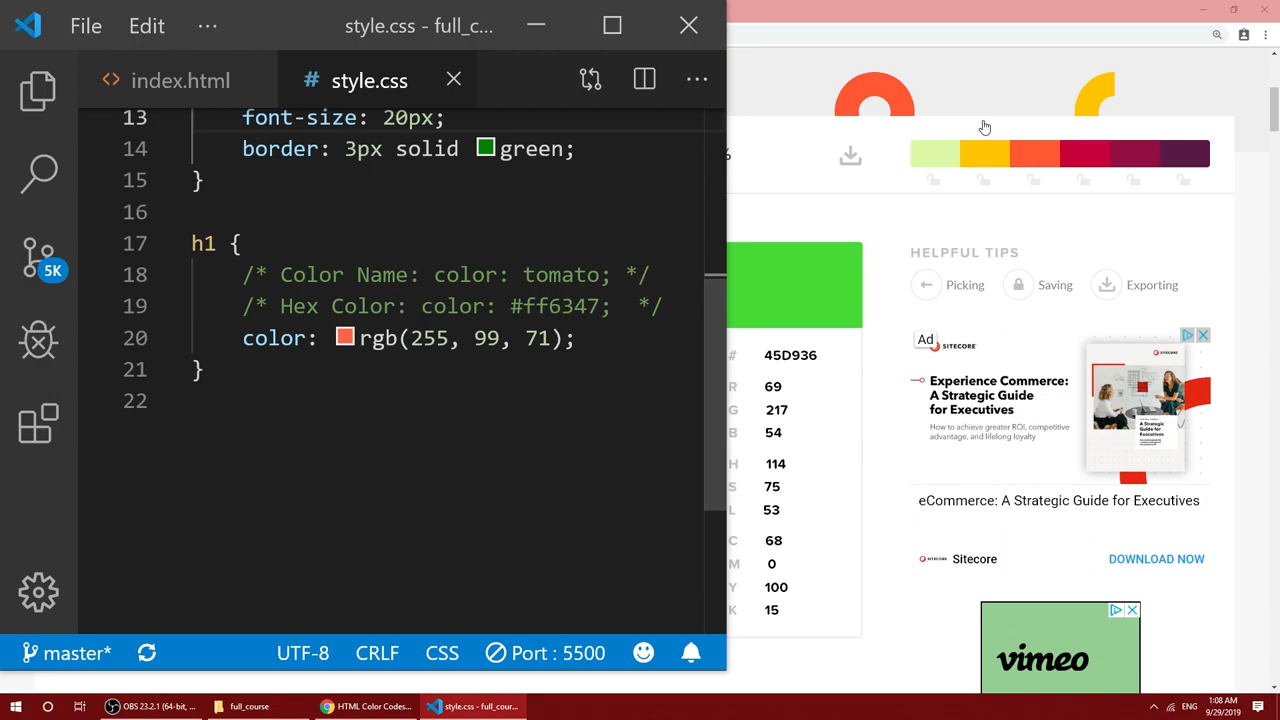 File Edit ··· style.css - full_c...
index.html # style.css
13 font-size: 20px;
14 border: 3px solid green;
15 }
16
17 h1 {
18 /* Color Name: color: tomato; */
19 /* Hex Color: color: #ff6347;  */
20 color: rgb(255, 99, 71);
21 }
22
5K
master* UTF-8 CRLF CSS Port : 5500
%
# 45D936
R 69
G 217
B 54
H 114
S 75
L 53
C 68
M 0
Y 100
K 15
HELPFUL TIPS
Picking Saving Exporting
Ad
SITECORE
Experience Commerce:
A Strategic Guide
for Executives
How to achieve greater ROI, competitive
advantage, and lifelong loyalty
A Strategic
Guide for
Executives
eCommerce: A Strategic Guide for Executives
SITECORE Sitecore DOWNLOAD NOW
vimeo
OBS 23.2.1 (64-bit, ... full_course HTML Color Codes... style.css - full_cour... ENG 1:08 AM
9/29/2019